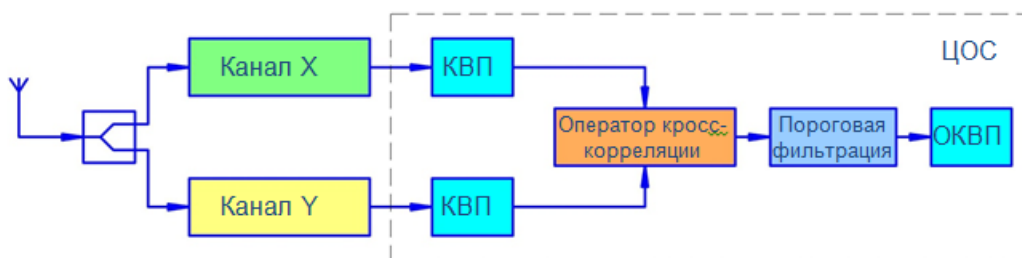 ЦОС
Канал X
КВП
Оператор кросс-
корреляции
Пороговая
фильтрация
ОКВП
Канал Y
КВП